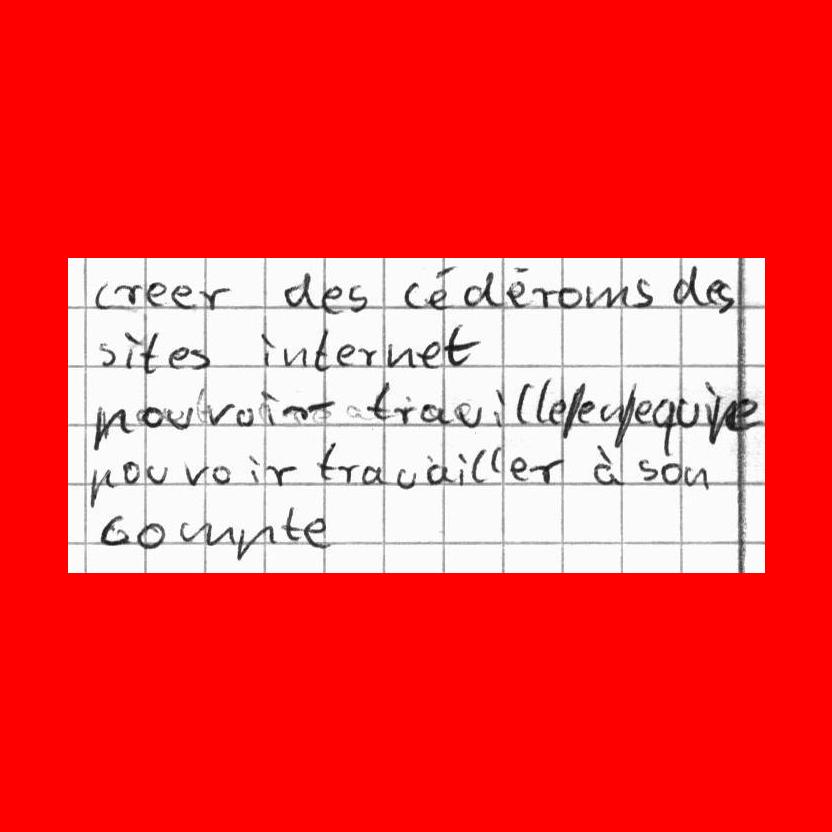 creer des cédéroms des
sites internet
pouvoir travailler en equipe
pouvoir travailler à son
compte